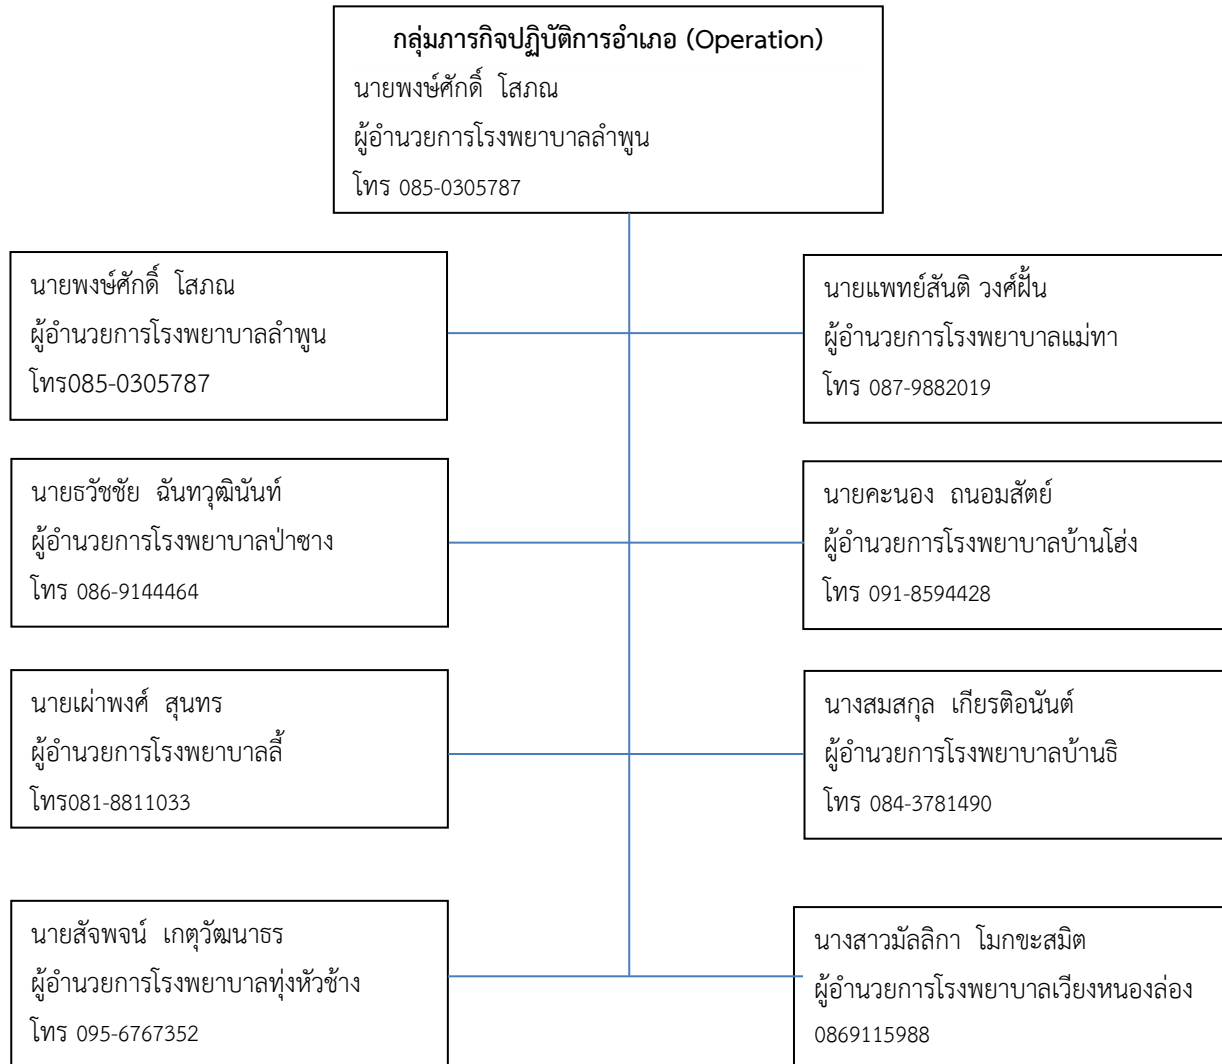 กลุ่มภารกิจปฏิบัติการอำเภอ (Operation)
นายพงษ์ศักดิ์ โสภณ
ผู้อำนวยการโรงพยาบาลลำพูน
โทร 085-0305787
นายพงษ์ศักดิ์ โสภณ
ผู้อำนวยการโรงพยาบาลลำพูน
โทร085-0305787
นายแพทย์สันติ วงศ์ฝั้น
ผู้อำนวยการโรงพยาบาลแม่ทา
โทร 087-9882019
นายธวัชชัย ฉันทวุฒินันท์
ผู้อำนวยการโรงพยาบาลป่าซาง
โทร 086-9144464
นายคะนอง ถนอมสัตย์
ผู้อำนวยการโรงพยาบาลบ้านโฮ่ง
โทร 091-8594428
นายเผ่าพงศ์ สุนทร
ผู้อำนวยการโรงพยาบาลลี้
โทร081-8811033
นางสมสกุล เกียรติอนันต์
ผู้อำนวยการโรงพยาบาลบ้านธิ
โทร 084-3781490
นายสัจพจน์ เกตุวัฒนาธร
ผู้อำนวยการโรงพยาบาลทุ่งหัวช้าง
โทร 095-6767352
นางสาวมัลลิกา โมกขะสมิต
ผู้อำนวยการโรงพยาบาลเวียงหนองล่อง
0869115988